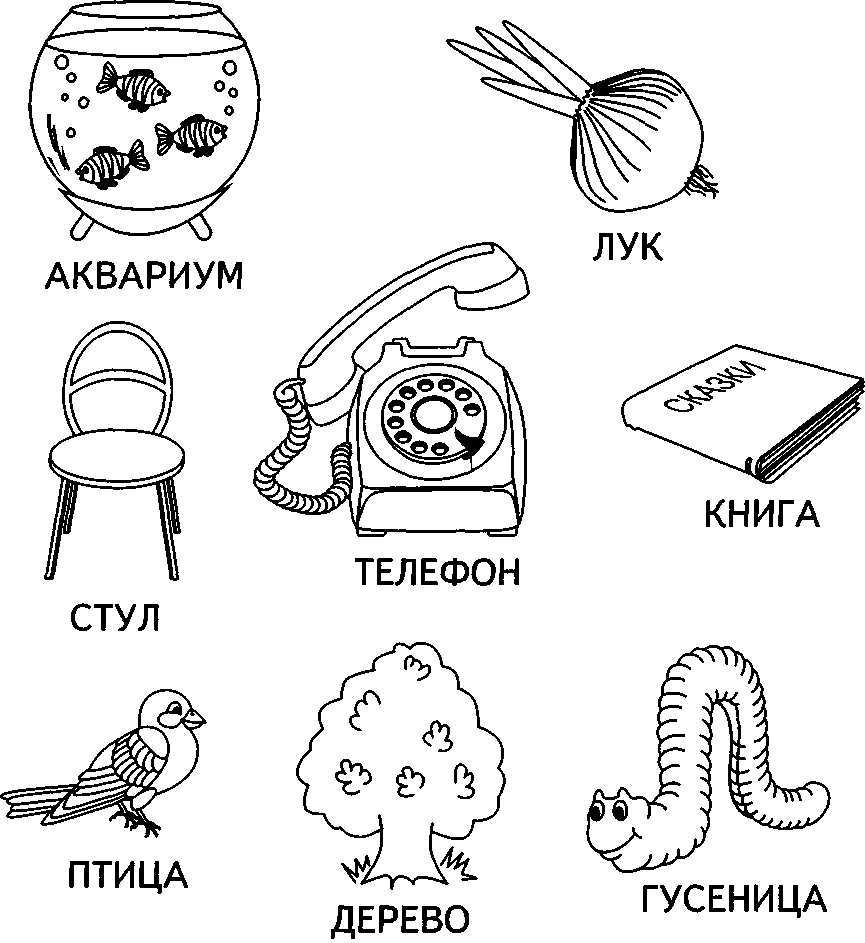 АКВАРИУМ
ЛУК
СТУЛ
ТЕЛЕФОН
СКАЗКИ
КНИГА
ПТИЦА
ДЕРЕВО
ГУСЕНИЦА